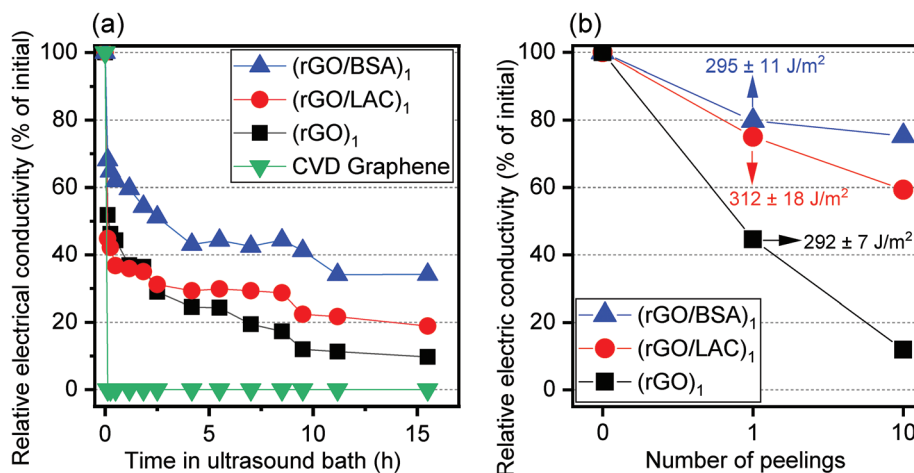 (a)
Relative electrical conductivity (% of initial)
100
80
60
40
20
0
0
5
10
15
Time in ultrasound bath (h)
(rGO/BSA)₁
(rGO/LAC)₁
(rGO)₁
CVD Graphene
(b)
Relative electric conductivity (% of initial)
100
80
60
40
20
0
0
1
10
Number of peelings
295 ± 11 J/m²
312 ± 18 J/m²
292 ± 7 J/m²
(rGO/BSA)₁
(rGO/LAC)₁
(rGO)₁